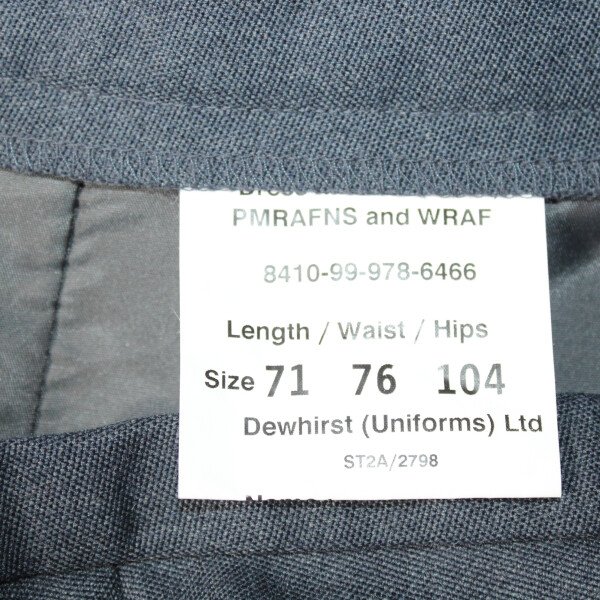 PMRAFNS and WRAF
8410-99-978-6466
Length / Waist / Hips
Size 71 76 104
Dewhirst (Uniforms) Ltd
ST2A/2798